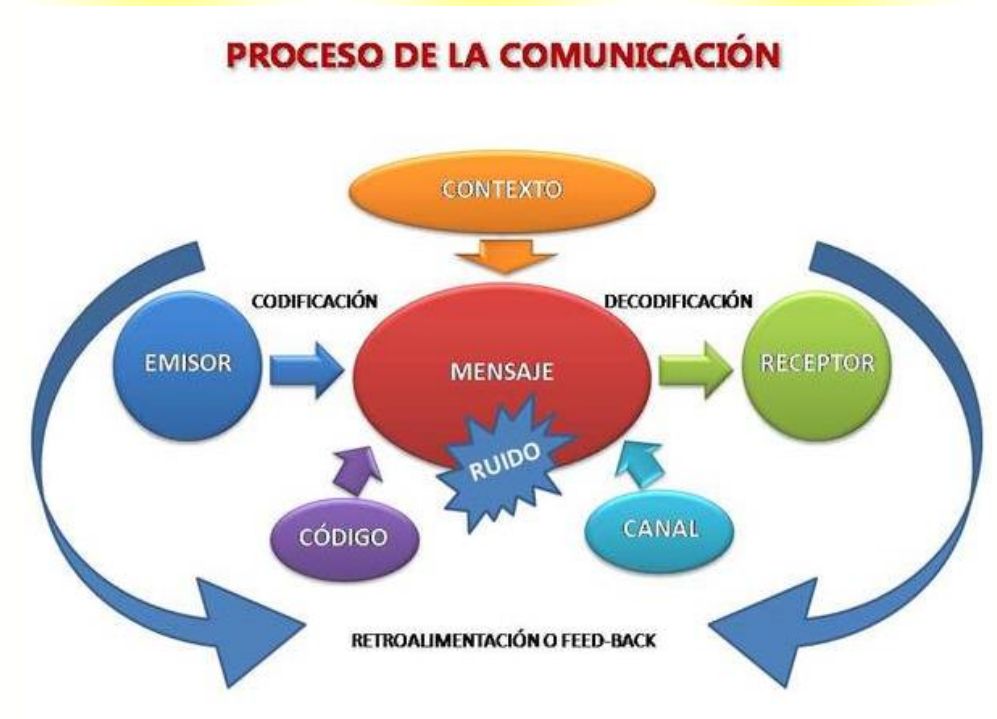 PROCESO DE LA COMUNICACIÓN
CONTEXTO
CODIFICACIÓN
DECODIFICACIÓN
EMISOR
MENSAJE
RECEPTOR
RUIDO
CÓDIGO
CANAL
RETROALIMENTACIÓN O FEED-BACK